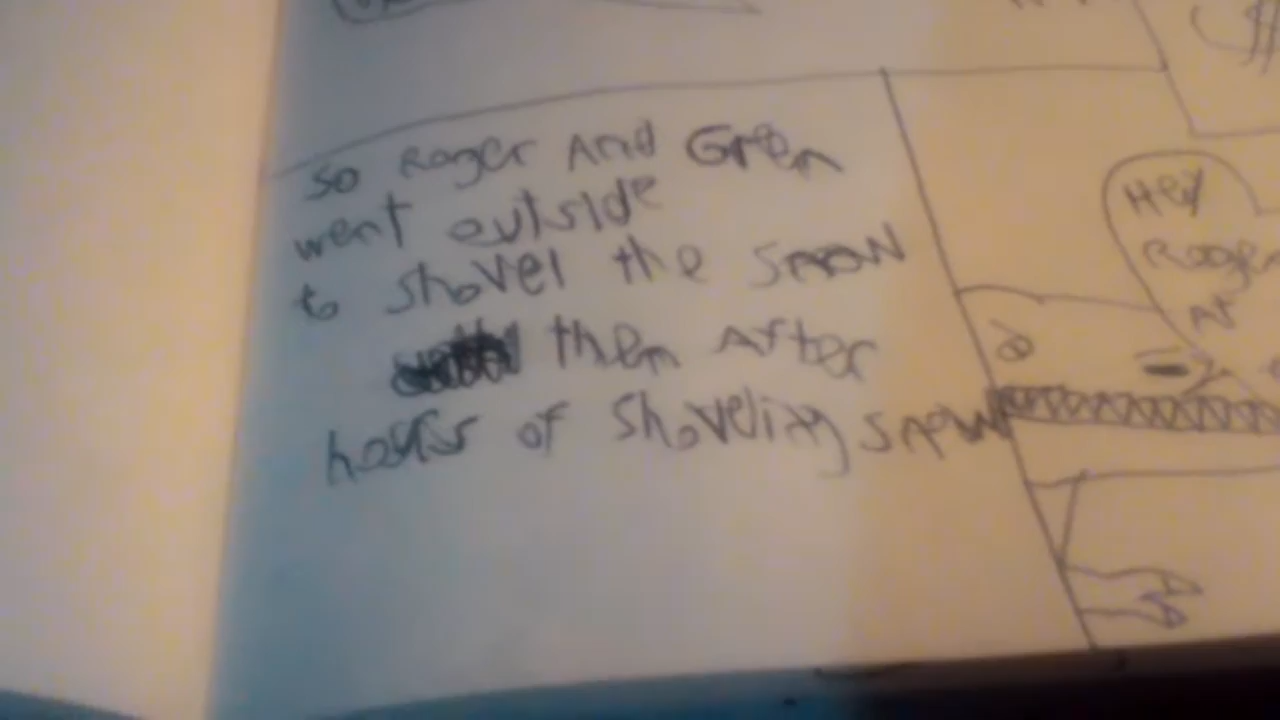 so Roger And Green
went outside
to shovel the snow
then After
hours of shoveling snow
Hey
Roger